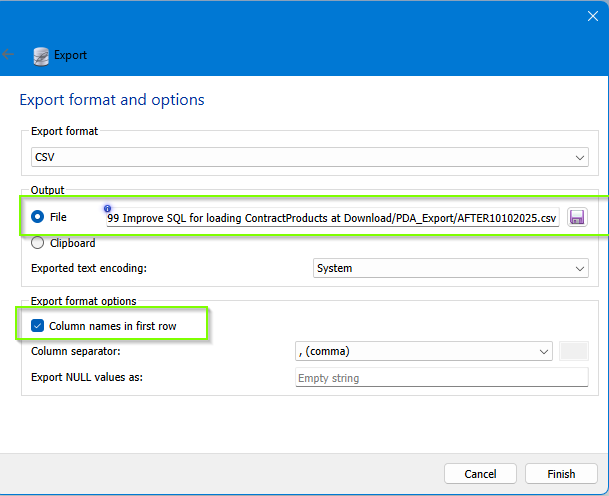 Export
Export format and options
Export format
CSV
Output
File
99 Improve SQL for loading ContractProducts at Download/PDA_Export/AFTER10102025.csv
Clipboard
Exported text encoding:
System
Export format options
Column names in first row
Column separator:
, (comma)
Export NULL values as:
Empty string
Cancel
Finish